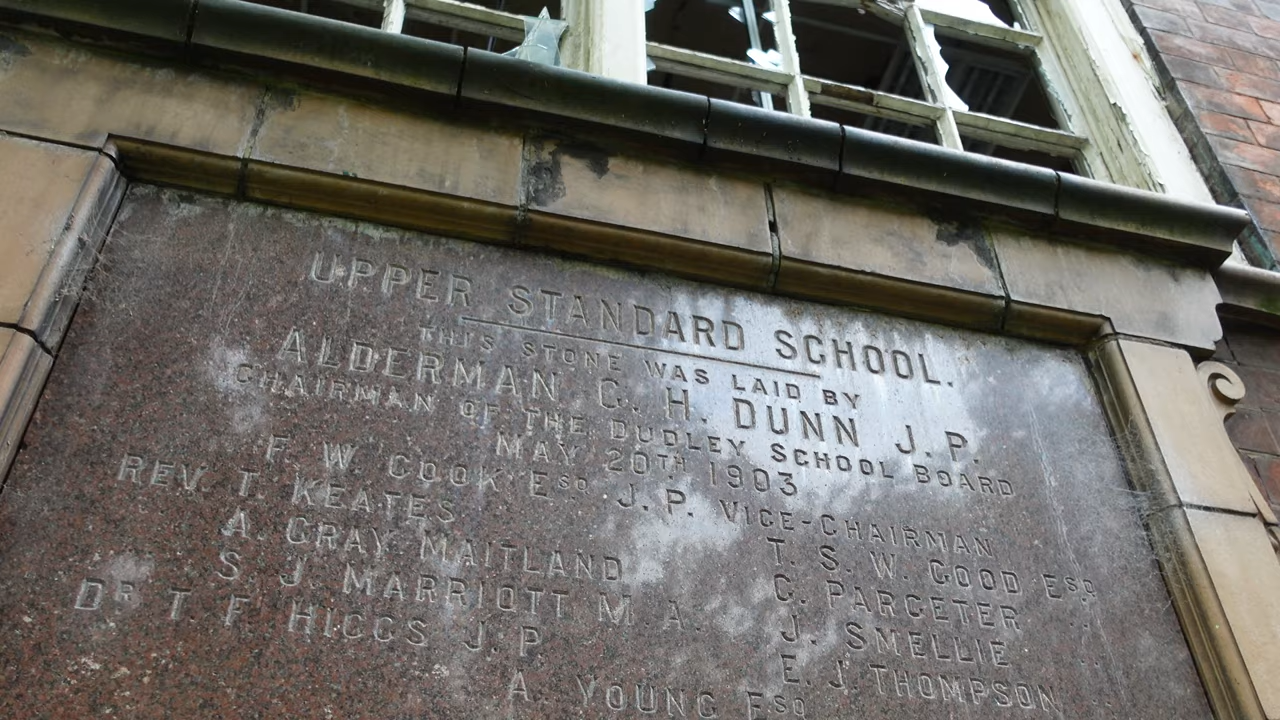 UPPER STANDARD SCHOOL.
THIS STONE WAS LAID BY
ALDERMAN G. H. DUNN J.P.
CHAIRMAN OF THE DUDLEY SCHOOL BOARD
MAY 20TH 1903
F. W. COOK ESQ J.P. VICE-CHAIRMAN
REV. T. KEATES T. S. W. GOOD ESQ
A. GRAY MAITLAND G. PARGETER "
S. J. MARRIOTT M.A. J. SMELLIE "
DR T. F. HIGGS J.P. E. J. THOMPSON "
A. YOUNG ESQ